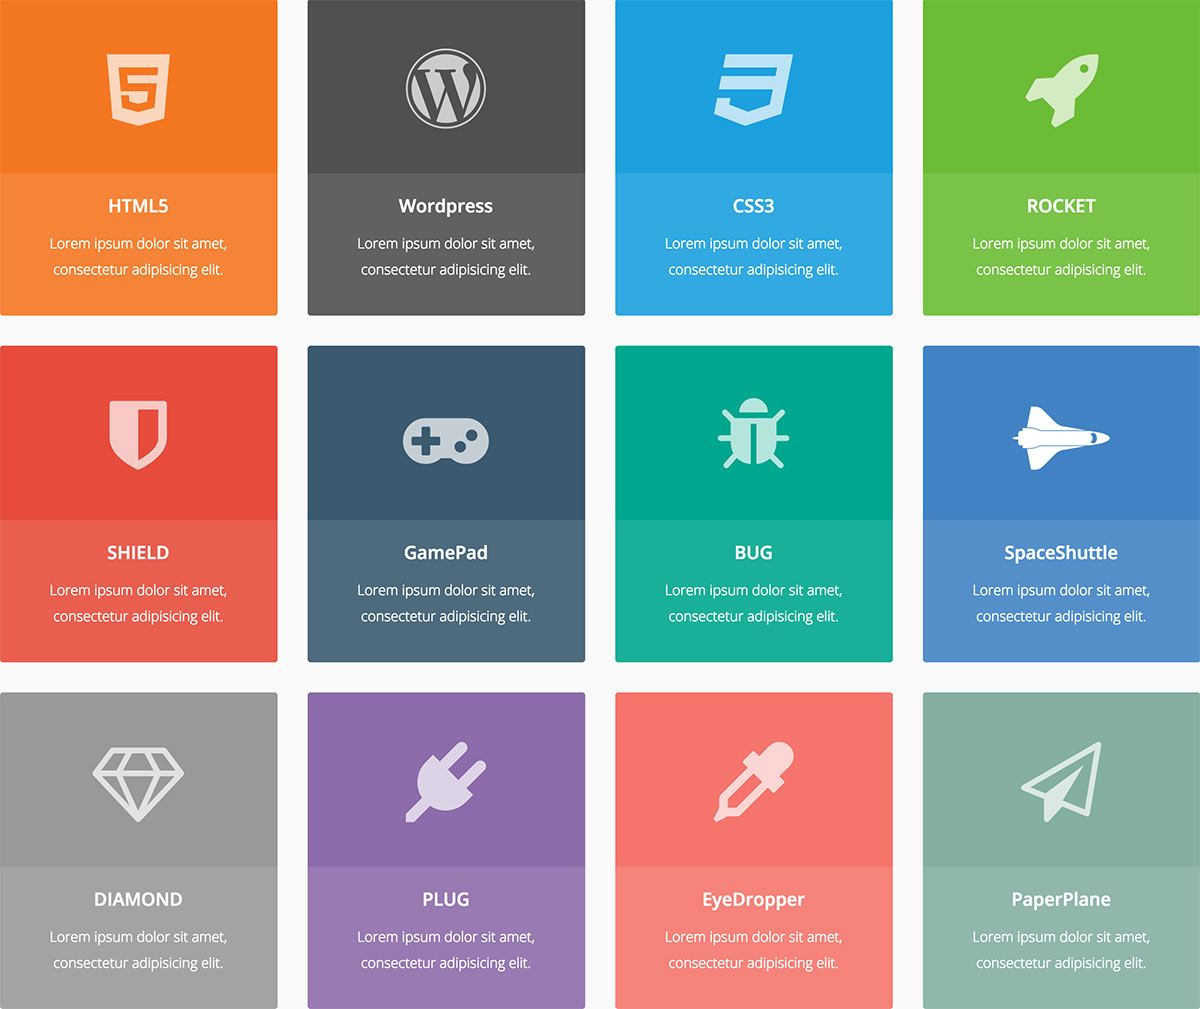 HTML5
Lorem ipsum dolor sit amet,
consectetur adipisicing elit.
Wordpress
Lorem ipsum dolor sit amet,
consectetur adipisicing elit.
CSS3
Lorem ipsum dolor sit amet,
consectetur adipisicing elit.
ROCKET
Lorem ipsum dolor sit amet,
consectetur adipisicing elit.
SHIELD
Lorem ipsum dolor sit amet,
consectetur adipisicing elit.
GamePad
Lorem ipsum dolor sit amet,
consectetur adipisicing elit.
BUG
Lorem ipsum dolor sit amet,
consectetur adipisicing elit.
SpaceShuttle
Lorem ipsum dolor sit amet,
consectetur adipisicing elit.
DIAMOND
Lorem ipsum dolor sit amet,
consectetur adipisicing elit.
PLUG
Lorem ipsum dolor sit amet,
consectetur adipisicing elit.
EyeDropper
Lorem ipsum dolor sit amet,
consectetur adipisicing elit.
PaperPlane
Lorem ipsum dolor sit amet,
consectetur adipisicing elit.